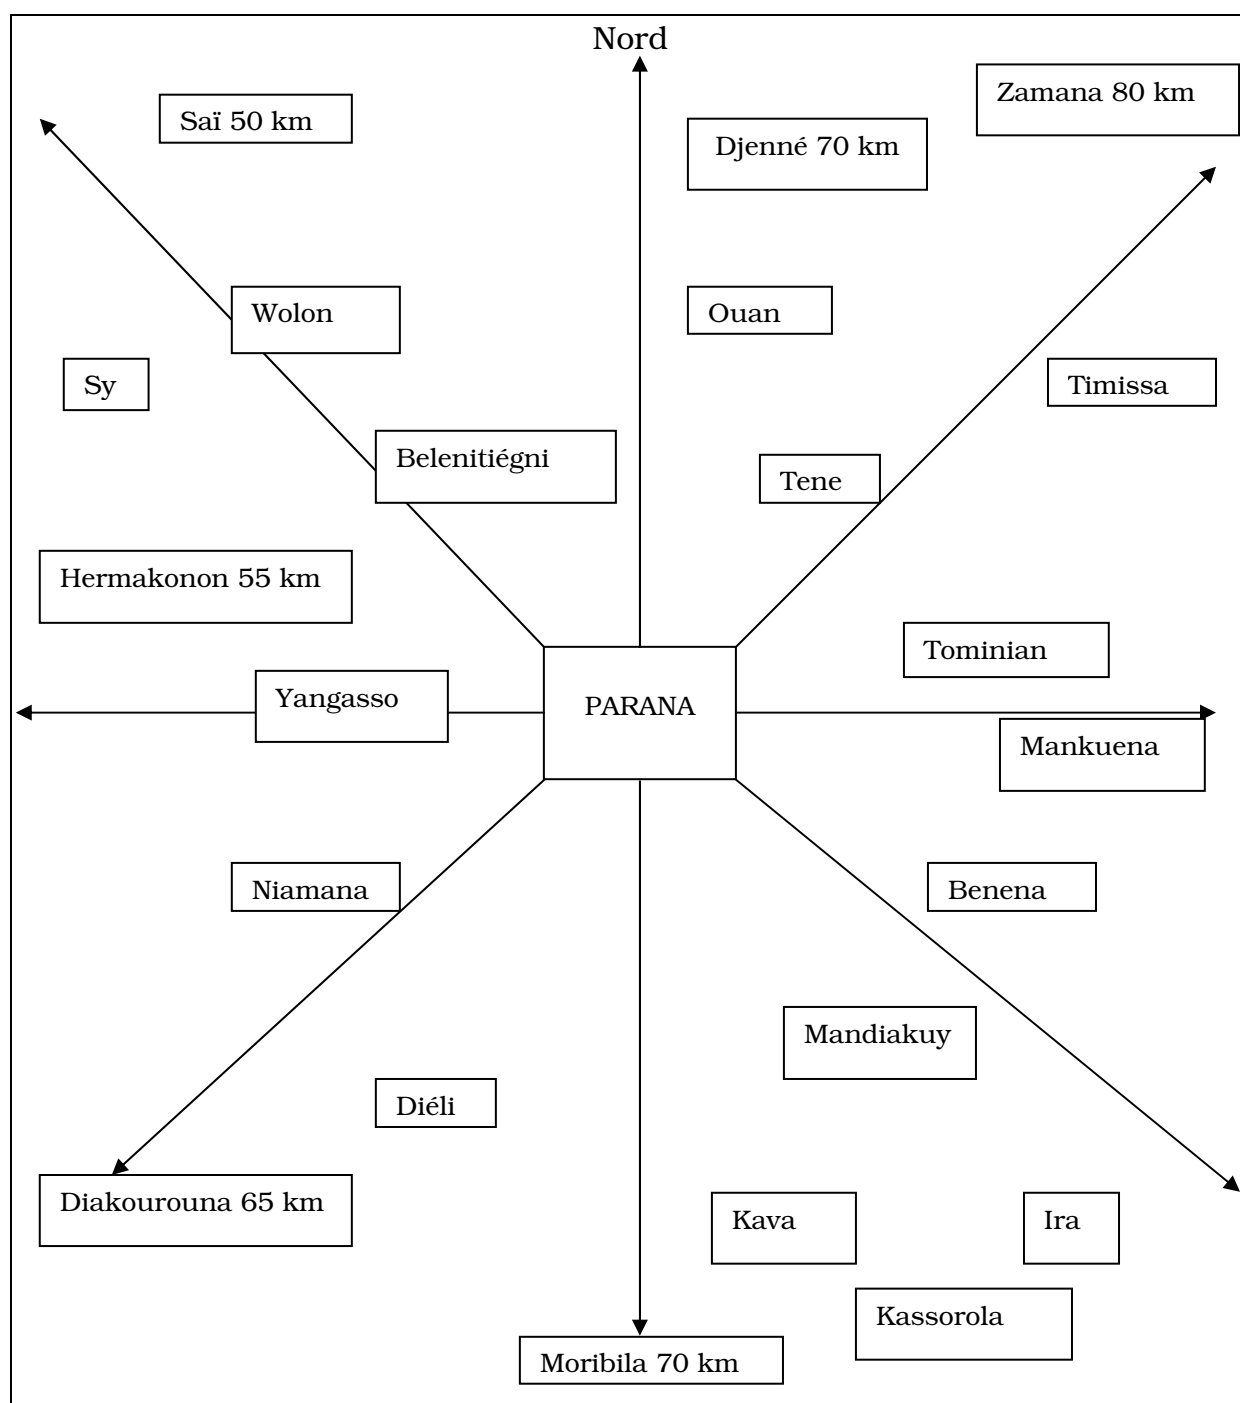 Nord
Zamana 80 km
Saï 50 km
Djenné 70 km
Wolon
Ouan
Sy
Timissa
Belenitiégni
Tene
Hermakonon 55 km
Tominian
Yangasso
PARANA
Mankuena
Niamana
Benena
Mandiakuy
Diéli
Diakourouna 65 km
Kava
Ira
Kassorola
Moribila 70 km